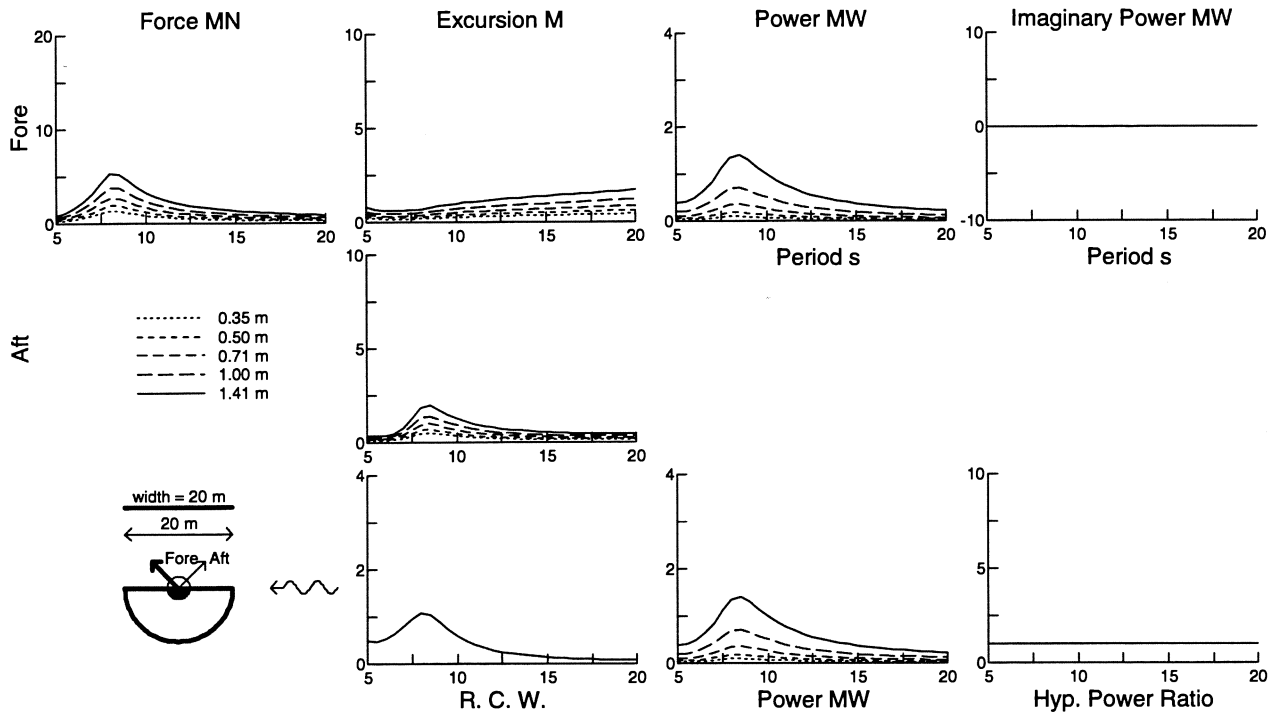 Force MN
Excursion M
Power MW
Imaginary Power MW
Fore
20
10
0
5 10 15 20
10
5
0
5 10 15 20
4
2
0
5 10 15 20
Period s
10
0
-10
5 10 15 20
Period s
Aft
0.35 m
0.50 m
0.71 m
1.00 m
1.41 m
10
5
0
5 10 15 20
width = 20 m
20 m
Fore Aft
4
2
0
5 10 15 20
R. C. W.
4
2
0
5 10 15 20
Power MW
10
5
0
5 10 15 20
Hyp. Power Ratio